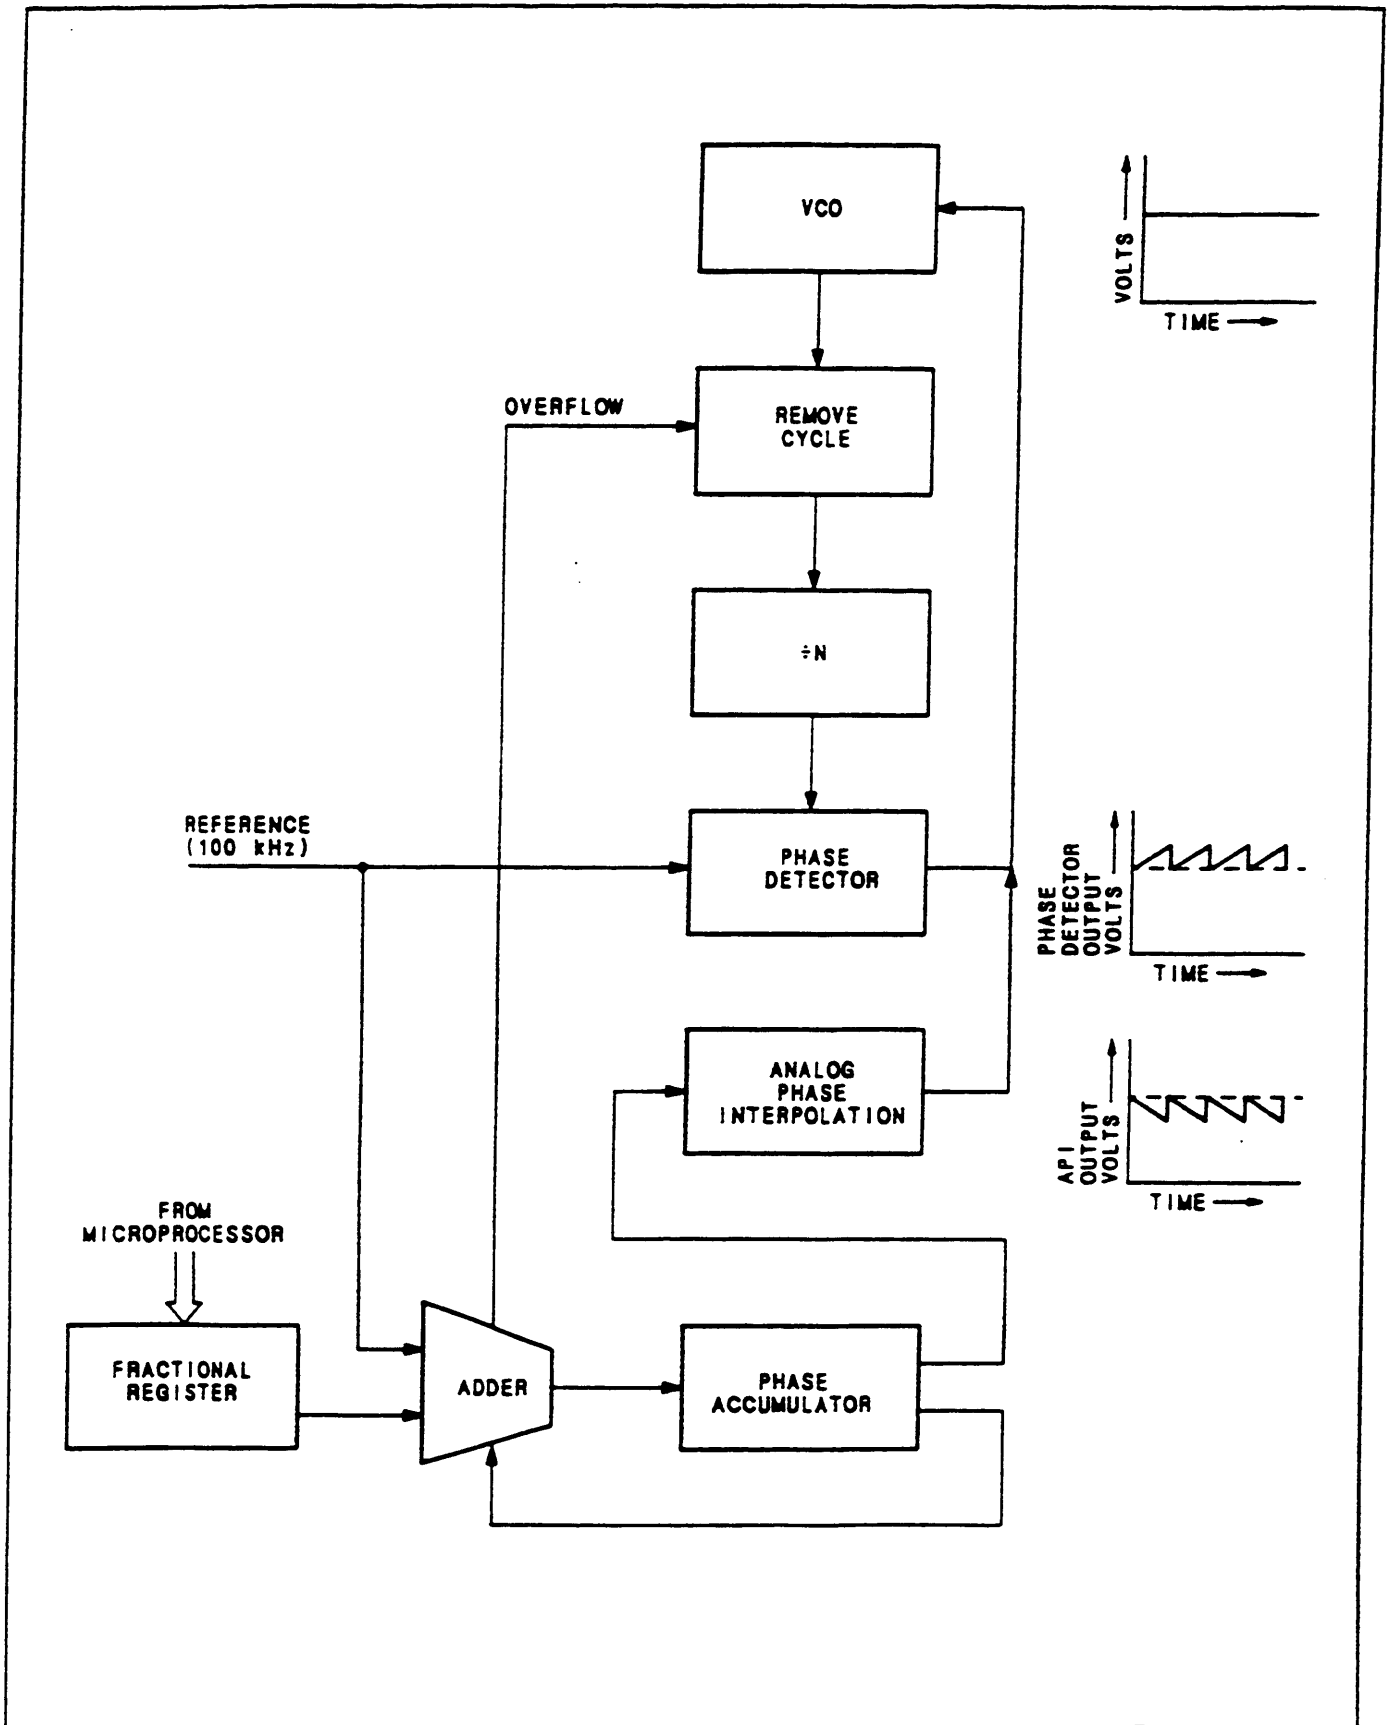 VCO
VOLTS
TIME
OVERFLOW
REMOVE
CYCLE
÷N
REFERENCE
(100 kHz)
PHASE
DETECTOR
PHASE
DETECTOR
OUTPUT
VOLTS
TIME
ANALOG
PHASE
INTERPOLATION
API
OUTPUT
VOLTS
TIME
FROM
MICROPROCESSOR
FRACTIONAL
REGISTER
ADDER
PHASE
ACCUMULATOR